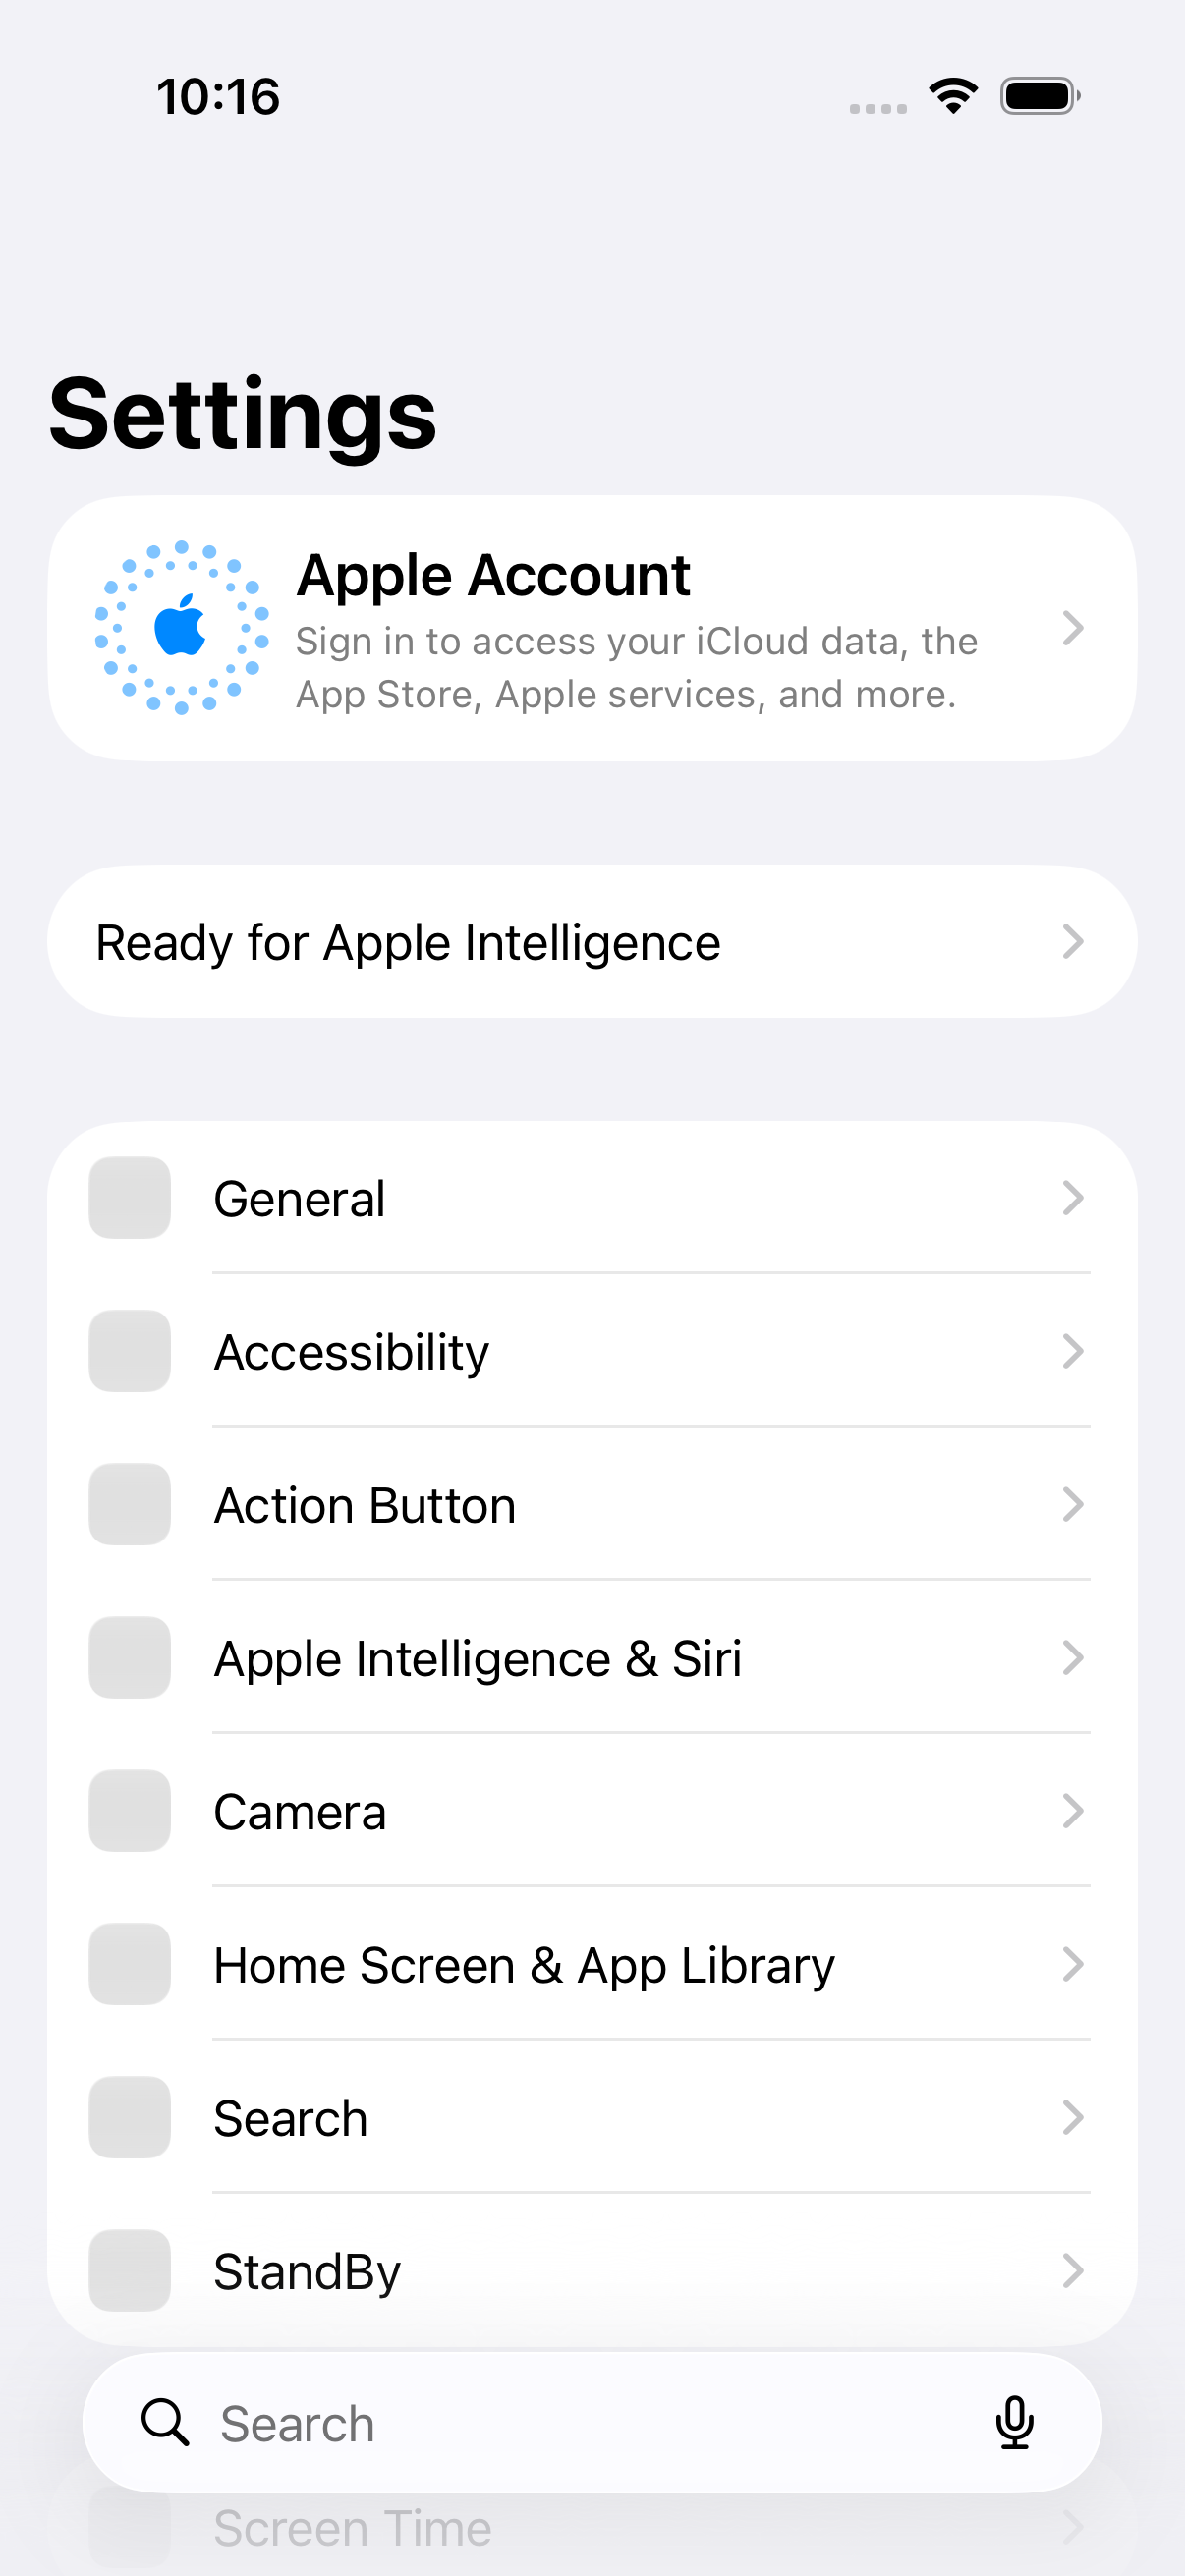 10:16
Settings
Apple Account
Sign in to access your iCloud data, the
App Store, Apple services, and more.
Ready for Apple Intelligence
General
Accessibility
Action Button
Apple Intelligence & Siri
Camera
Home Screen & App Library
Search
StandBy
Search
Screen Time